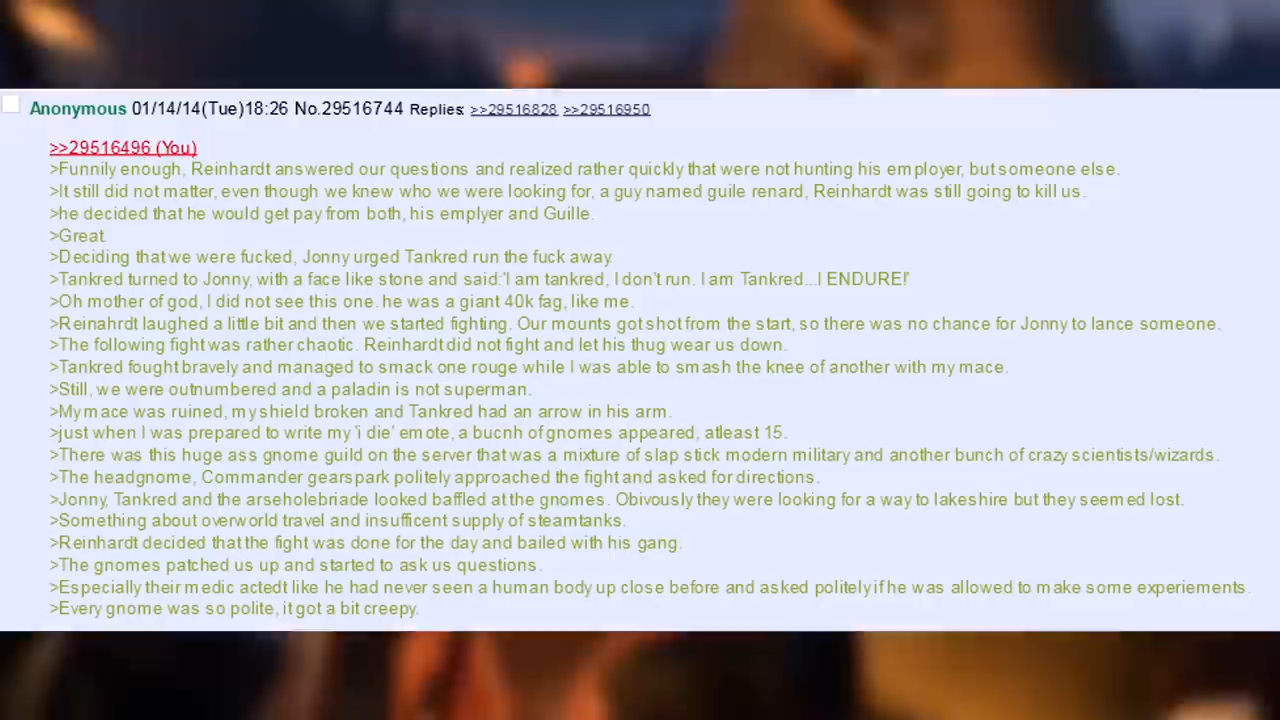 Anonymous 01/14/14(Tue)18:26 No.29516744 Replies: >>29516828 >>29516950
>>29516496 (You)
>Funnily enough, Reinhardt answered our questions and realized rather quickly that were not hunting his employer, but someone else.
>It still did not matter, even though we knew who we were looking for, a guy named guile renard, Reinhardt was still going to kill us.
>he decided that he would get pay from both, his emplyer and Guille.
>Great.
>Deciding that we were fucked, Jonny urged Tankred run the fuck away.
>Tankred turned to Jonny, with a face like stone and said:'I am tankred, I don't run. I am Tankred...I ENDURE!'
>Oh mother of god, I did not see this one. he was a giant 40k fag, like me.
>Reinahrdt laughed a little bit and then we started fighting. Our mounts got shot from the start, so there was no chance for Jonny to lance someone.
>The following fight was rather chaotic. Reinhardt did not fight and let his thug wear us down.
>Tankred fought bravely and managed to smack one rouge while I was able to smash the knee of another with my mace.
>Still, we were outnumbered and a paladin is not superman.
>My mace was ruined, my shield broken and Tankred had an arrow in his arm.
>just when I was prepared to write my 'i die' emote, a bucnh of gnomes appeared, atleast 15.
>There was this huge ass gnome guild on the server that was a mixture of slap stick modern military and another bunch of crazy scientists/wizards.
>The headgnome, Commander gearspark politely approached the fight and asked for directions.
>Jonny, Tankred and the arseholebriade looked baffled at the gnomes. Obivously they were looking for a way to lakeshire but they seemed lost.
>Something about overworld travel and insufficent supply of steamtanks.
>Reinhardt decided that the fight was done for the day and bailed with his gang.
>The gnomes patched us up and started to ask us questions.
>Especially their medic actedt like he had never seen a human body up close before and asked politely if he was allowed to make some experiements.
>Every gnome was so polite, it got a bit creepy.